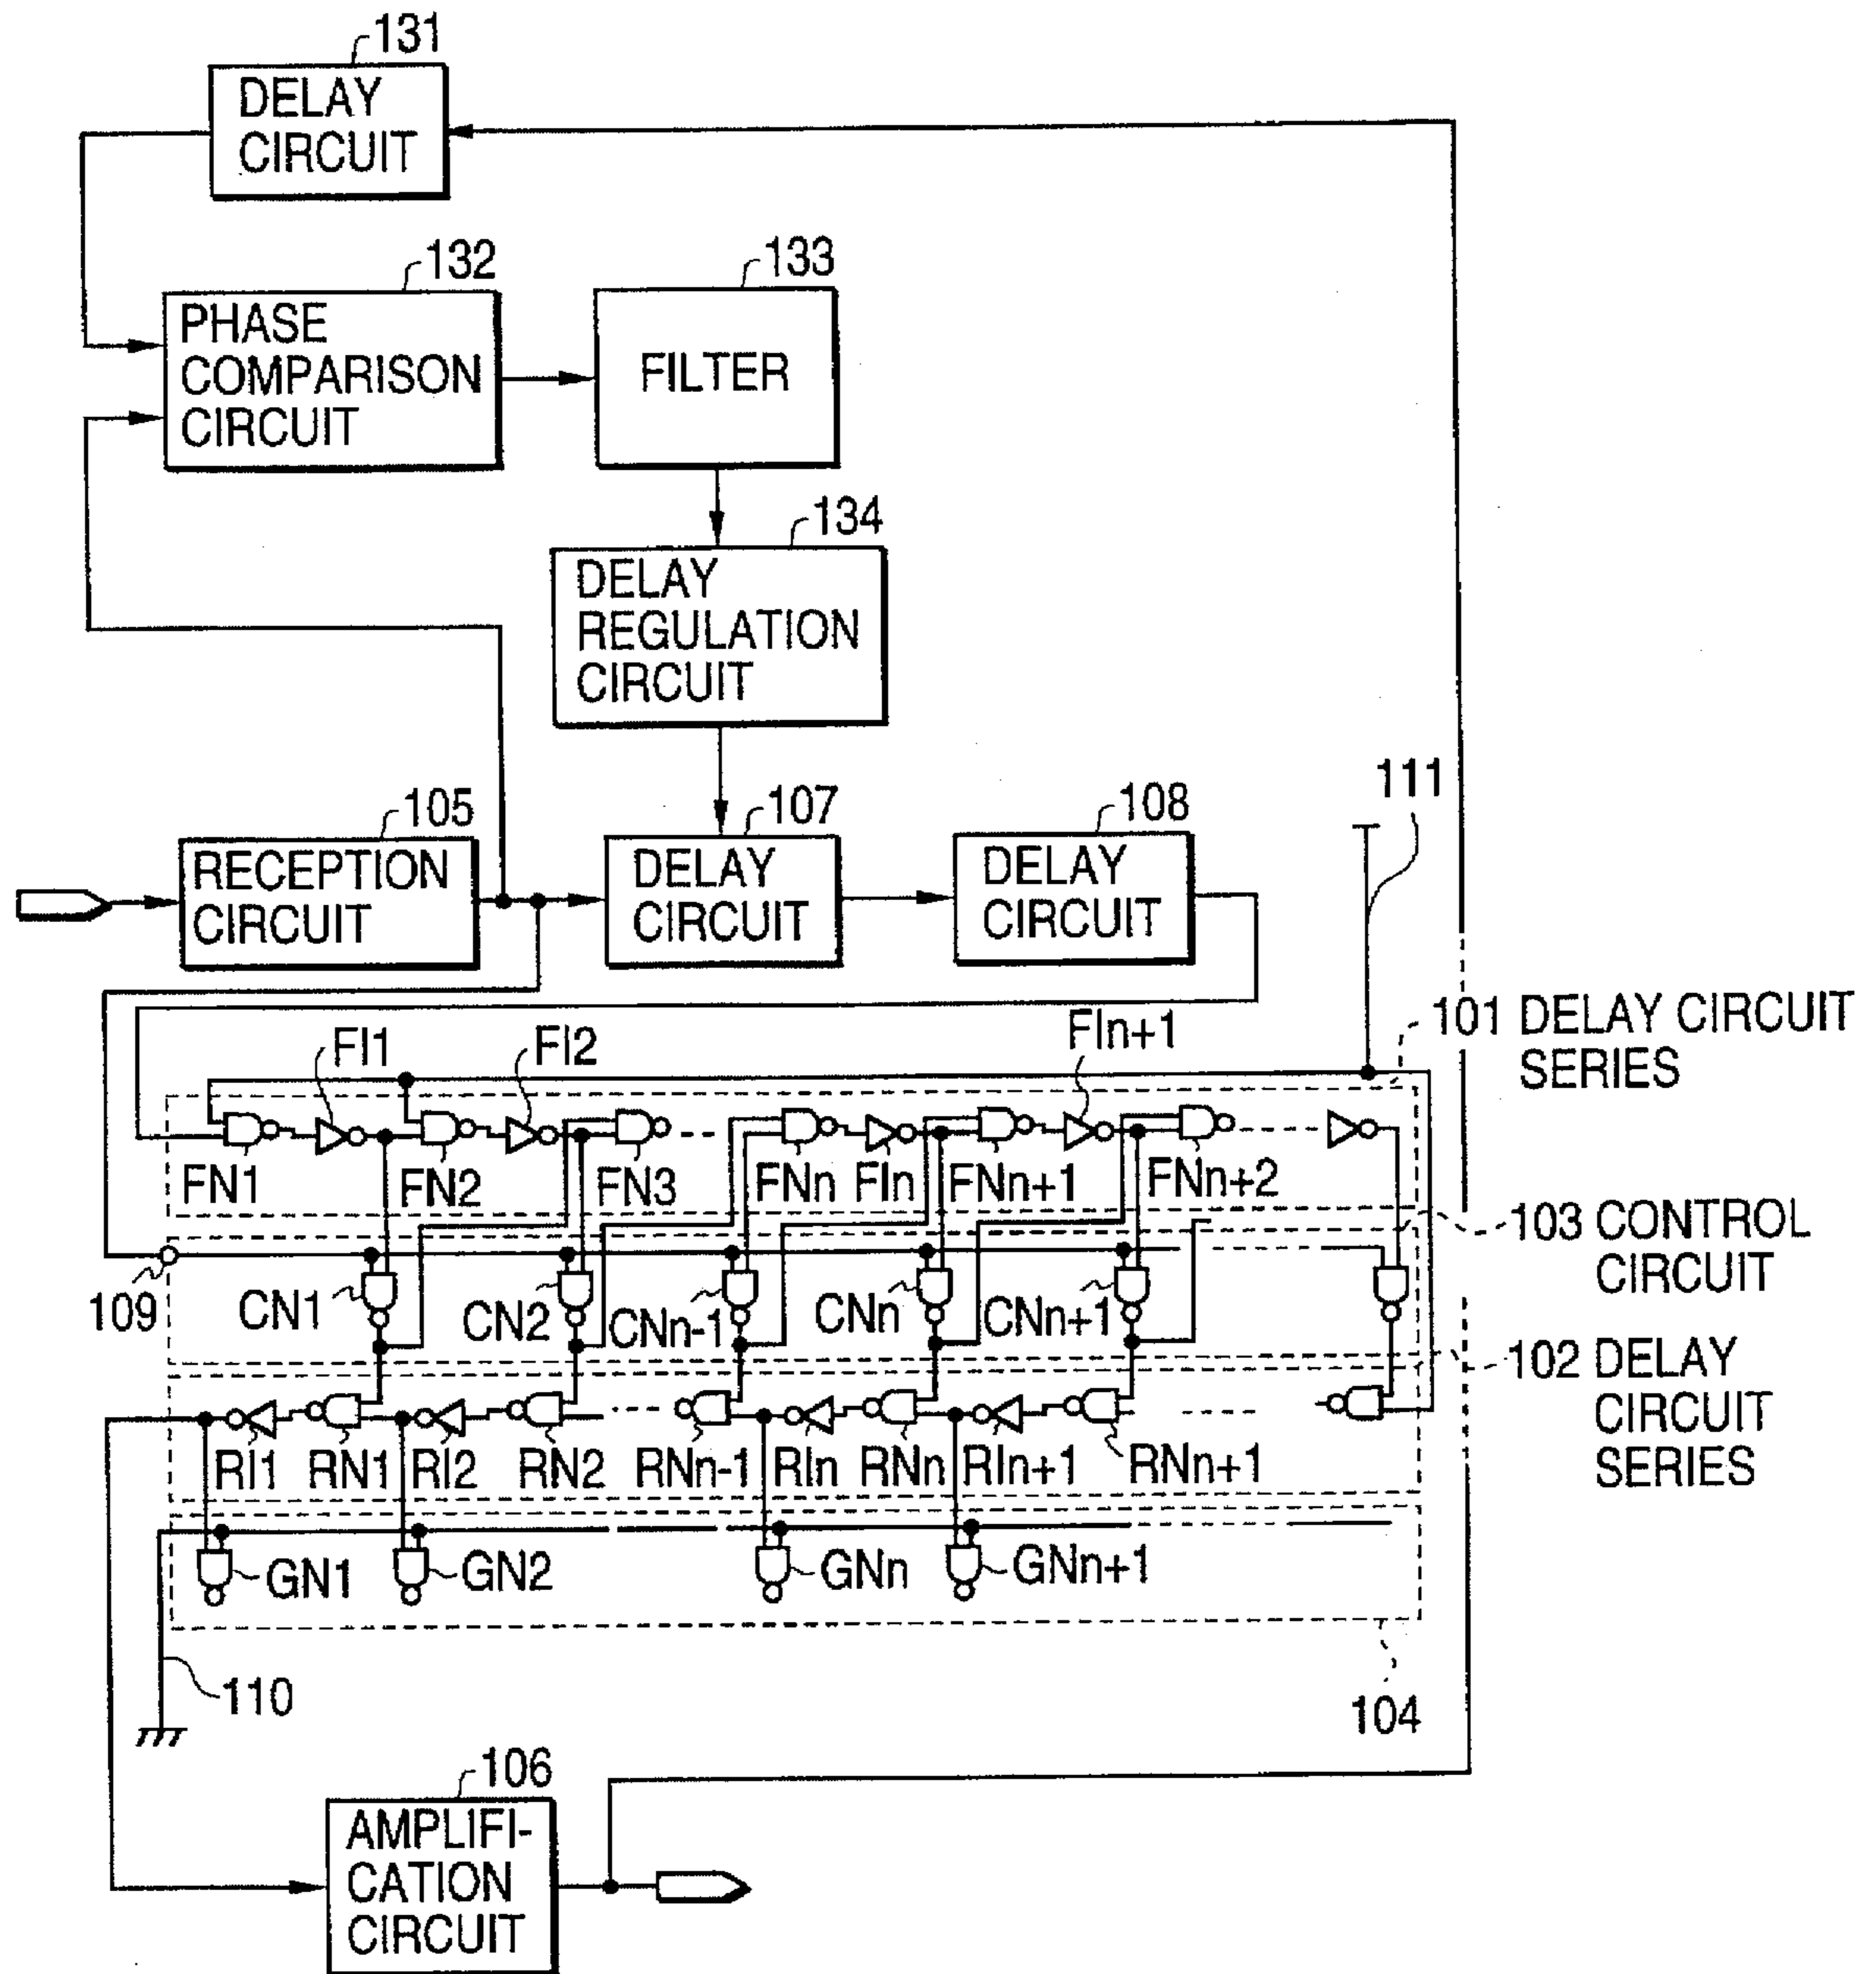 131
DELAY
CIRCUIT
132
133
PHASE
COMPARISON
CIRCUIT
FILTER
134
DELAY
REGULATION
CIRCUIT
111
105
107
108
RECEPTION
CIRCUIT
DELAY
CIRCUIT
DELAY
CIRCUIT
101 DELAY CIRCUIT
SERIES
FI1
FI2
FIn+1
FN1
FN2
FN3
FNn
FIn
FNn+1
FNn+2
103 CONTROL
CIRCUIT
109
CN1
CN2
CNn-1
CNn
CNn+1
102 DELAY
CIRCUIT
SERIES
RI1
RN1
RI2
RN2
RNn-1
RIn
RNn
RIn+1
RNn+1
GN1
GN2
GNn
GNn+1
110
104
106
AMPLIFI-
CATION
CIRCUIT